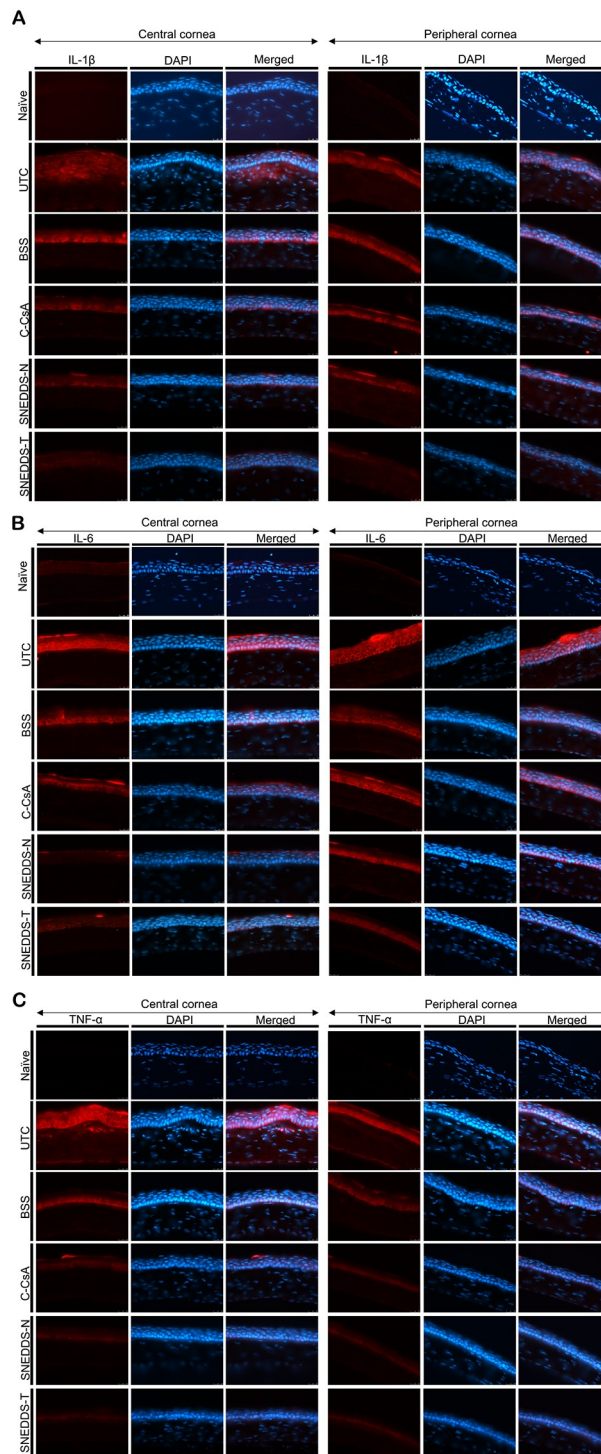 A
Central cornea Peripheral cornea
IL-1β DAPI Merged IL-1β DAPI Merged
Naïve
UTC
BSS
C-CsA
SNEDDS-N
SNEDDS-T
B
Central cornea Peripheral cornea
IL-6 DAPI Merged IL-6 DAPI Merged
Naïve
UTC
BSS
C-CsA
SNEDDS-N
SNEDDS-T
C
Central cornea Peripheral cornea
TNF-α DAPI Merged TNF-α DAPI Merged
Naïve
UTC
BSS
C-CsA
SNEDDS-N
SNEDDS-T